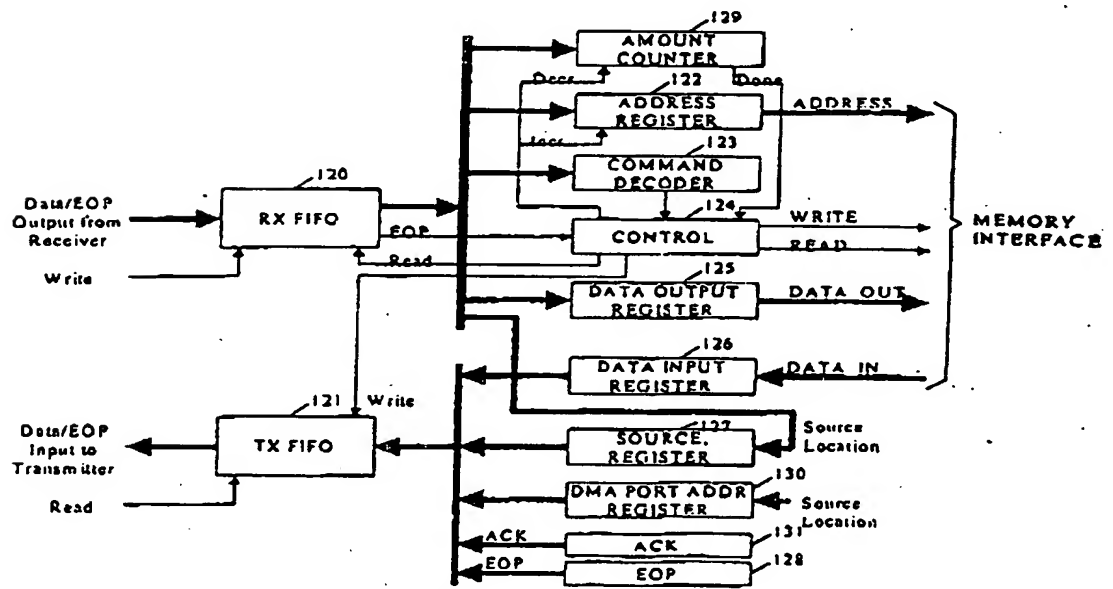 129
AMOUNT
COUNTER
Decr
Done
122
ADDRESS
REGISTER
ADDRESS
Incr
123
COMMAND
DECODER
120
Data/EOP
Output from
Receiver
RX FIFO
EOP
124
CONTROL
WRITE
READ
MEMORY
INTERFACE
Read
Write
125
DATA OUTPUT
REGISTER
DATA OUT
126
DATA INPUT
REGISTER
DATA IN
121
Write
Data/EOP
Input to
Transmitter
TX FIFO
127
SOURCE.
REGISTER
Source
Location
Read
130
DMA PORT ADDR
REGISTER
Source
Location
131
ACK
ACK
128
EOP
EOP